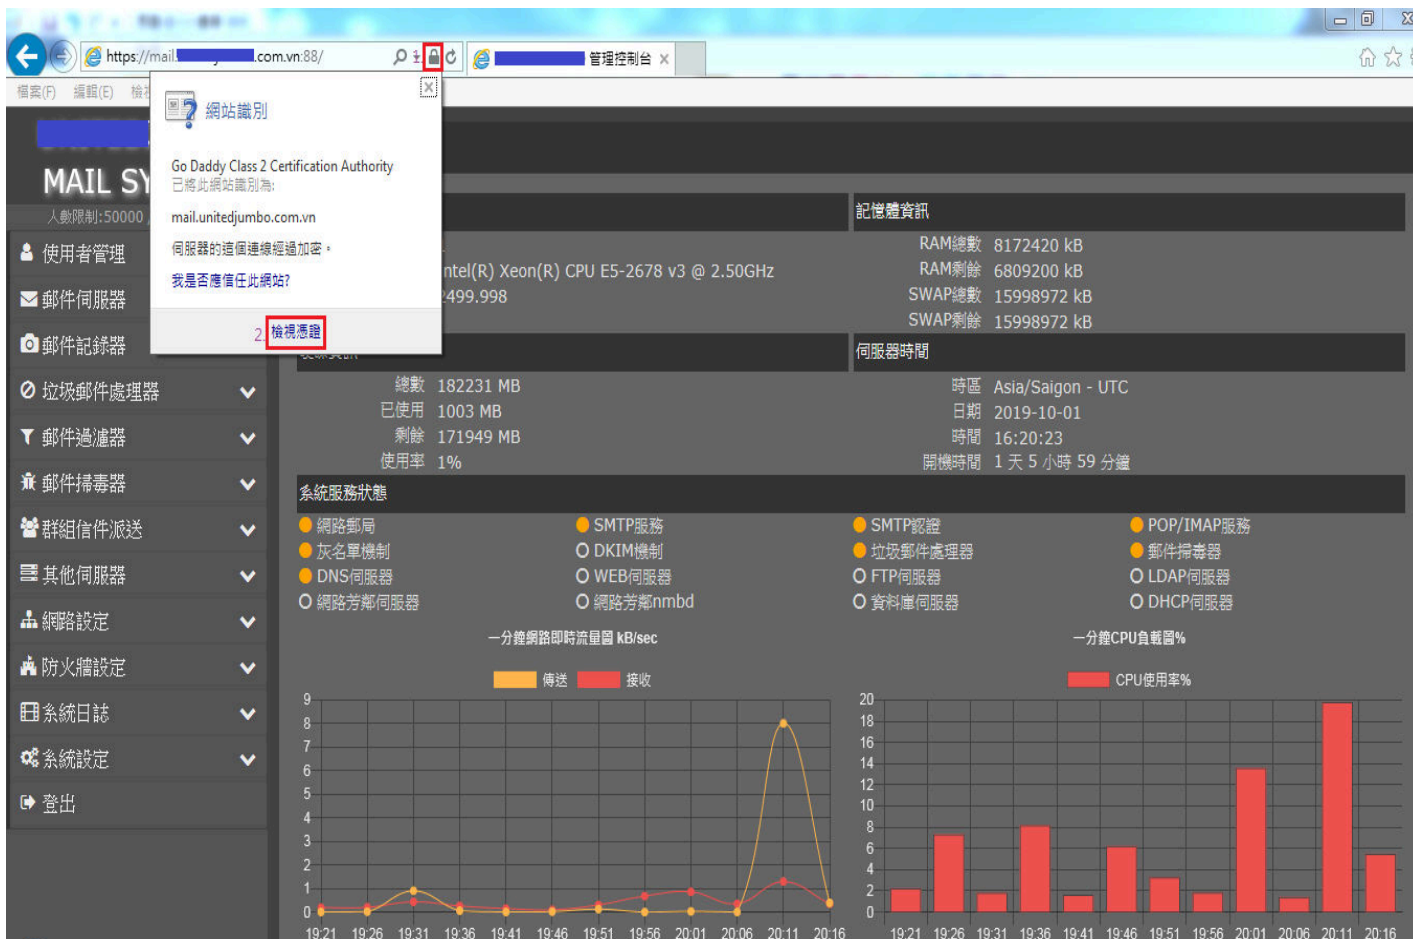 https://mail.
.com.vn:88/
1.
管理控制台 ×
檔案(F) 編輯(E)
網站識別
Go Daddy Class 2 Certification Authority
已將此網站識別為:
mail.unitedjumbo.com.vn
伺服器的這個連線經過加密。
我是否應信任此網站?
2. 檢視憑證
MAIL SY
人數限制:50000
使用者管理
郵件伺服器
郵件記錄器
垃圾郵件處理器
郵件過濾器
郵件掃毒器
群組信件派送
其他伺服器
網路設定
防火牆設定
系統日誌
系統設定
登出
ntel(R) Xeon(R) CPU E5-2678 v3 @ 2.50GHz
2499.998
記憶體資訊
RAM總數 8172420 kB
RAM剩餘 6809200 kB
SWAP總數 15998972 kB
SWAP剩餘 15998972 kB
總數 182231 MB
已使用 1003 MB
剩餘 171949 MB
使用率 1%
伺服器時間
時區 Asia/Saigon - UTC
日期 2019-10-01
時間 16:20:23
開機時間 1 天 5 小時 59 分鐘
系統服務狀態
網路郵局 SMTP服務 SMTP認證 POP/IMAP服務
灰名單機制 DKIM機制 垃圾郵件處理器 郵件掃毒器
DNS伺服器 WEB伺服器 FTP伺服器 LDAP伺服器
網路芳鄰伺服器 網路芳鄰nmbd 資料庫伺服器 DHCP伺服器
一分鐘網路即時流量圖 kB/sec
傳送 接收
9
8
7
6
5
4
3
2
1
0
19:21 19:26 19:31 19:36 19:41 19:46 19:51 19:56 20:01 20:06 20:11 20:16
一分鐘CPU負載圖%
CPU使用率%
20
18
16
14
12
10
8
6
4
2
0
19:21 19:26 19:31 19:36 19:41 19:46 19:51 19:56 20:01 20:06 20:11 20:16